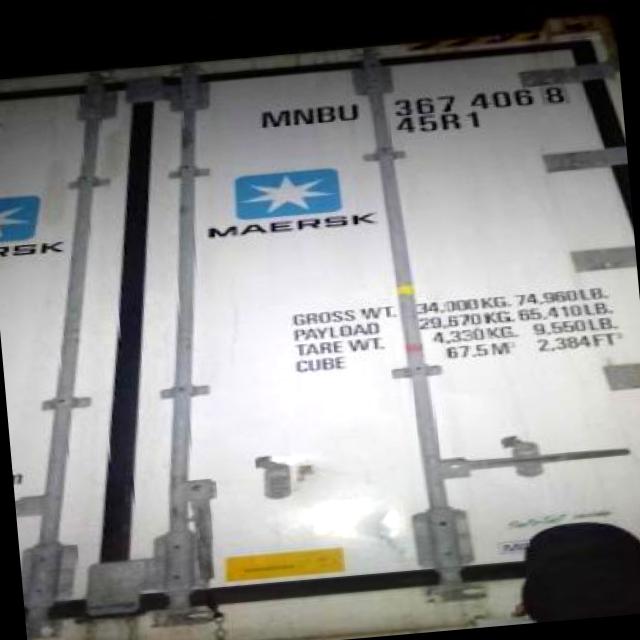 MNBU 367 406 8
45R1
MAERSK
RSK
GROSS WT. 34.000 KG. 74.960 LB.
PAYLOAD 29.670 KG. 65.410 LB.
TARE WT. 4.330 KG. 9.550 LB.
CUBE 67.5 M³ 2.384 FT³